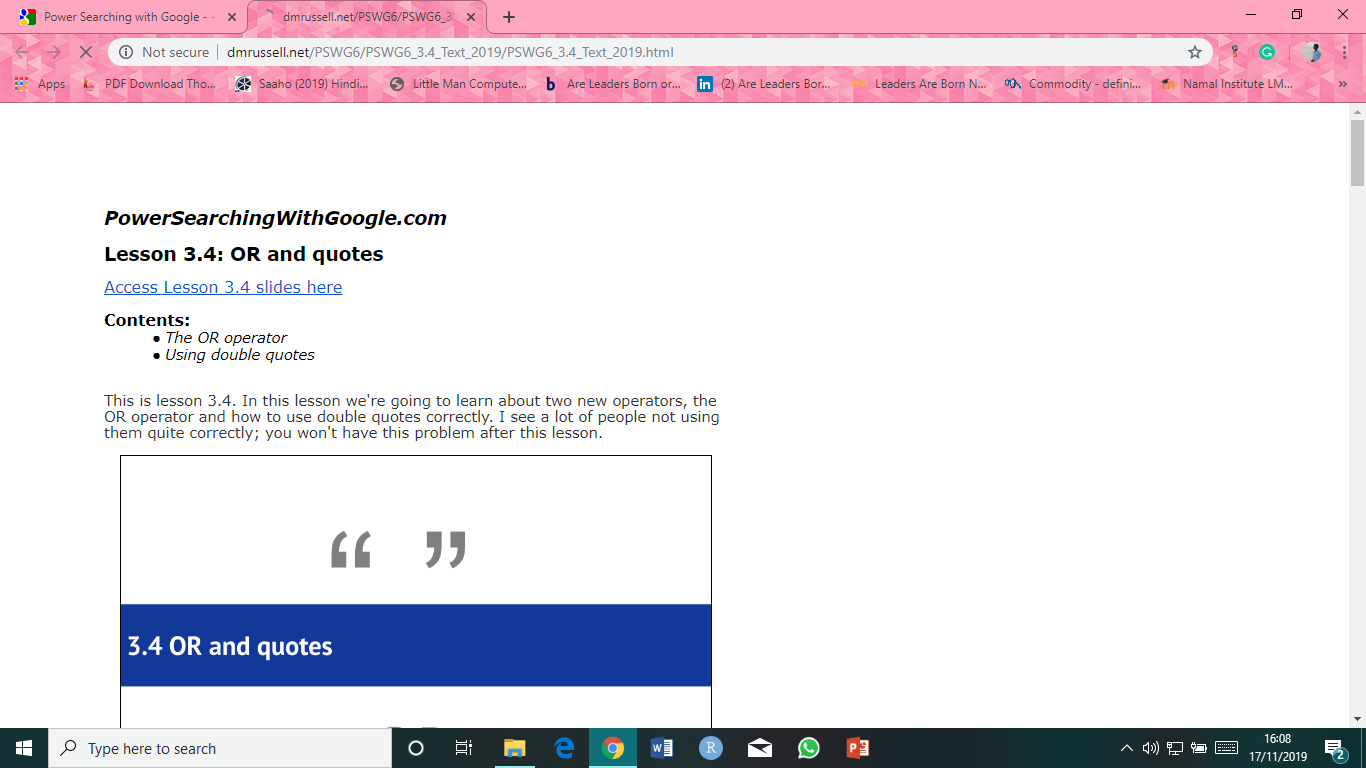 Power Searching with Google - -
dmrussell.net/PSWG6/PSWG6_3
Not secure
dmrussell.net/PSWG6/PSWG6_3.4_Text_2019/PSWG6_3.4_Text_2019.html
Apps
PDF Download Tho...
Saaho (2019) Hindi...
Little Man Compute...
b
Are Leaders Born or...
in
(2) Are Leaders Bor...
Leaders Are Born N...
Commodity - defini...
Namal Institute LM...
»
PowerSearchingWithGoogle.com
Lesson 3.4: OR and quotes
Access Lesson 3.4 slides here
Contents:
• The OR operator
• Using double quotes
This is lesson 3.4. In this lesson we're going to learn about two new operators, the
OR operator and how to use double quotes correctly. I see a lot of people not using
them quite correctly; you won't have this problem after this lesson.
“ ”
3.4 OR and quotes
Type here to search
16:08
17/11/2019
2